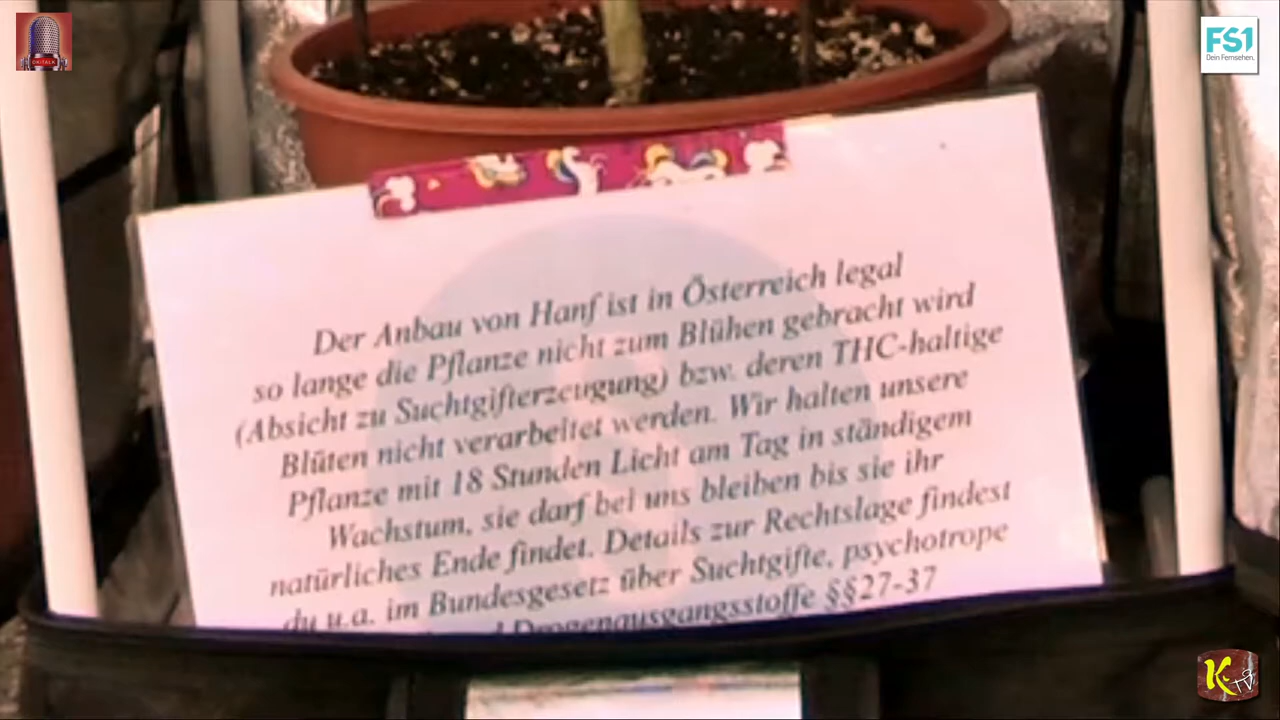 OKITALK
FS1
Dein Fernsehen.
Der Anbau von Hanf ist in Österreich legal
so lange die Pflanze nicht zum Blühen gebracht wird
(Absicht zu Suchtgifterzeugung) bzw. deren THC-haltige
Blüten nicht verarbeitet werden. Wir halten unsere
Pflanze mit 18 Stunden Licht am Tag in ständigem
Wachstum, sie darf bei uns bleiben bis sie ihr
natürliches Ende findet. Details zur Rechtslage findest
du u.a. im Bundesgesetz über Suchtgifte, psychotrope
Drogenausgangsstoffe §§27-37
K-TV